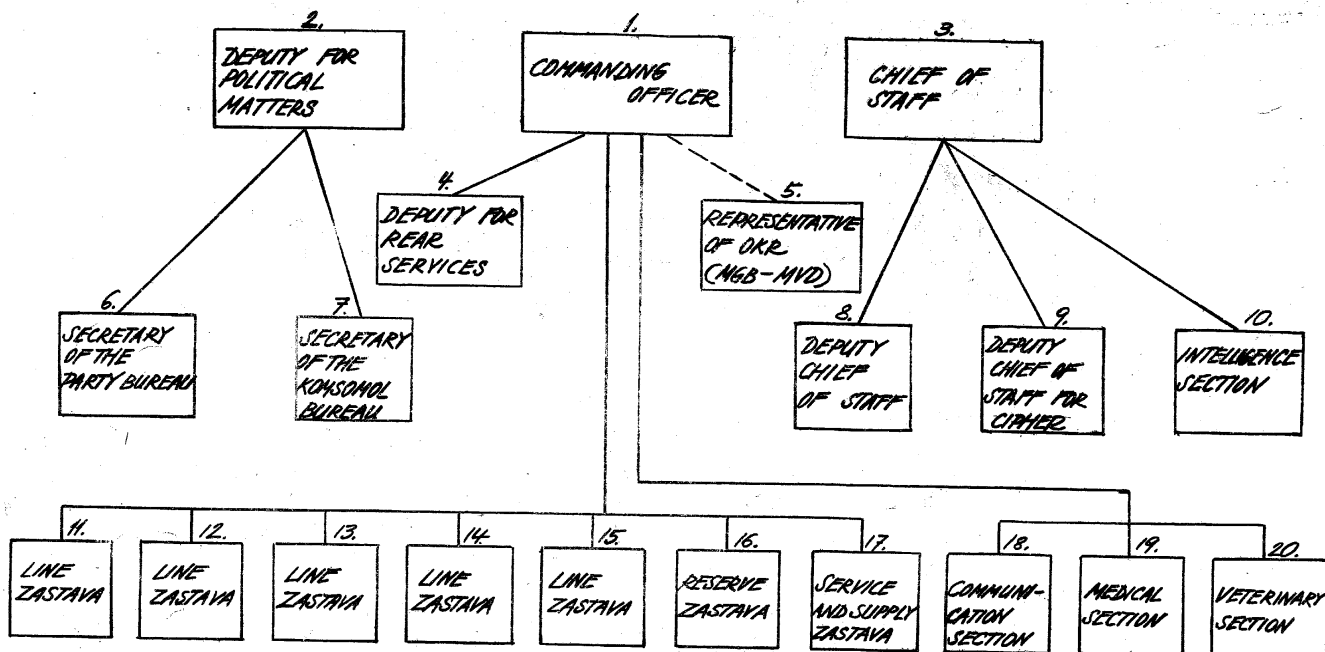 2.
DEPUTY FOR
POLITICAL
MATTERS
1.
COMMANDING
OFFICER
3.
CHIEF OF
STAFF
4.
DEPUTY FOR
REAR
SERVICES
5.
REPRESENTATIVE
OF OKR
(MGB-MVD)
6.
SECRETARY
OF THE
PARTY BUREAU
7.
SECRETARY
OF THE
KOMSOMOL
BUREAU
8.
DEPUTY
CHIEF
OF STAFF
9.
DEPUTY
CHIEF OF
STAFF FOR
CIPHER
10.
INTELLIGENCE
SECTION
11.
LINE
ZASTAVA
12.
LINE
ZASTAVA
13.
LINE
ZASTAVA
14.
LINE
ZASTAVA
15.
LINE
ZASTAVA
16.
RESERVE
ZASTAVA
17.
SERVICE
AND SUPPLY
ZASTAVA
18.
COMMUNI-
CATION
SECTION
19.
MEDICAL
SECTION
20.
VETERINARY
SECTION